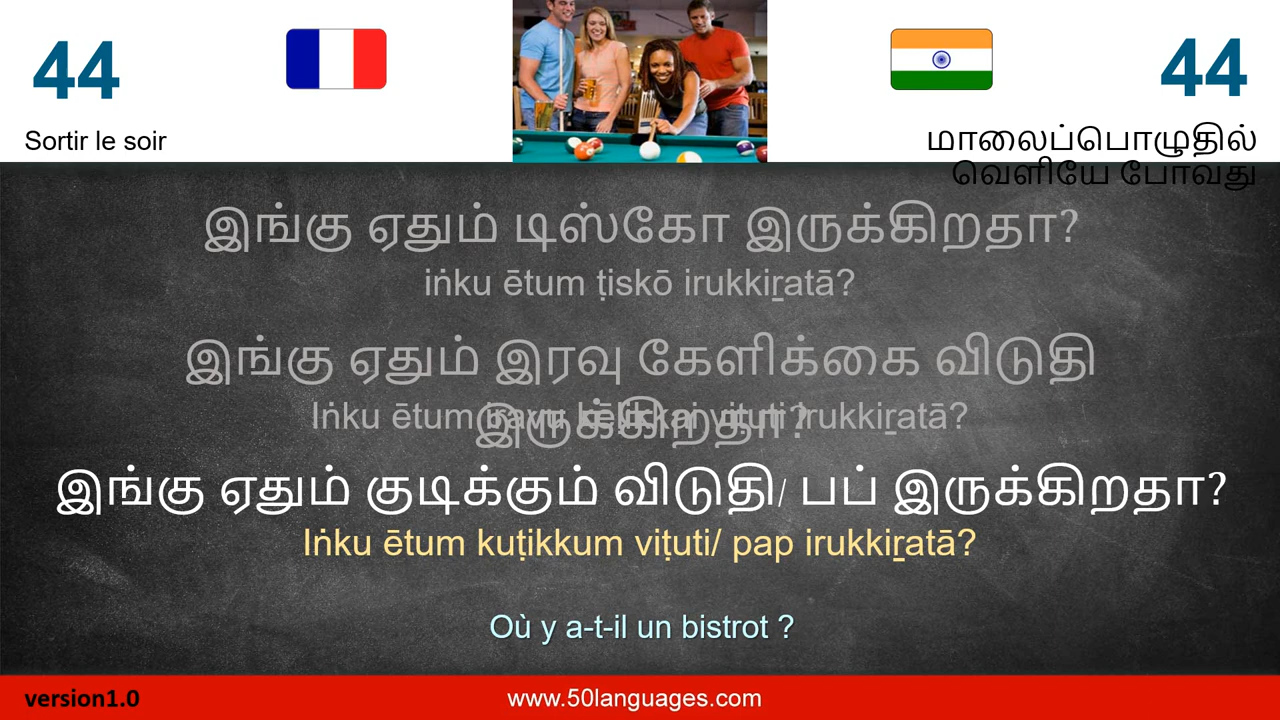 44
44
Sortir le soir
மாலைப்பொழுதில்
வெளியே போவது
இங்கு ஏதும் டிஸ்கோ இருக்கிறதா?
iṅku ētum ṭiskō irukkiṟatā?
இங்கு ஏதும் இரவு கேளிக்கை விடுதி
இருக்கிறதா?
Iṅku ētum iravu kēḷikkai viṭuti irukkiṟatā?
இங்கு ஏதும் குடிக்கும் விடுதி/ பப் இருக்கிறதா?
Iṅku ētum kuṭikkum viṭuti/ pap irukkiṟatā?
Où y a-t-il un bistrot ?
version1.0
www.50languages.com